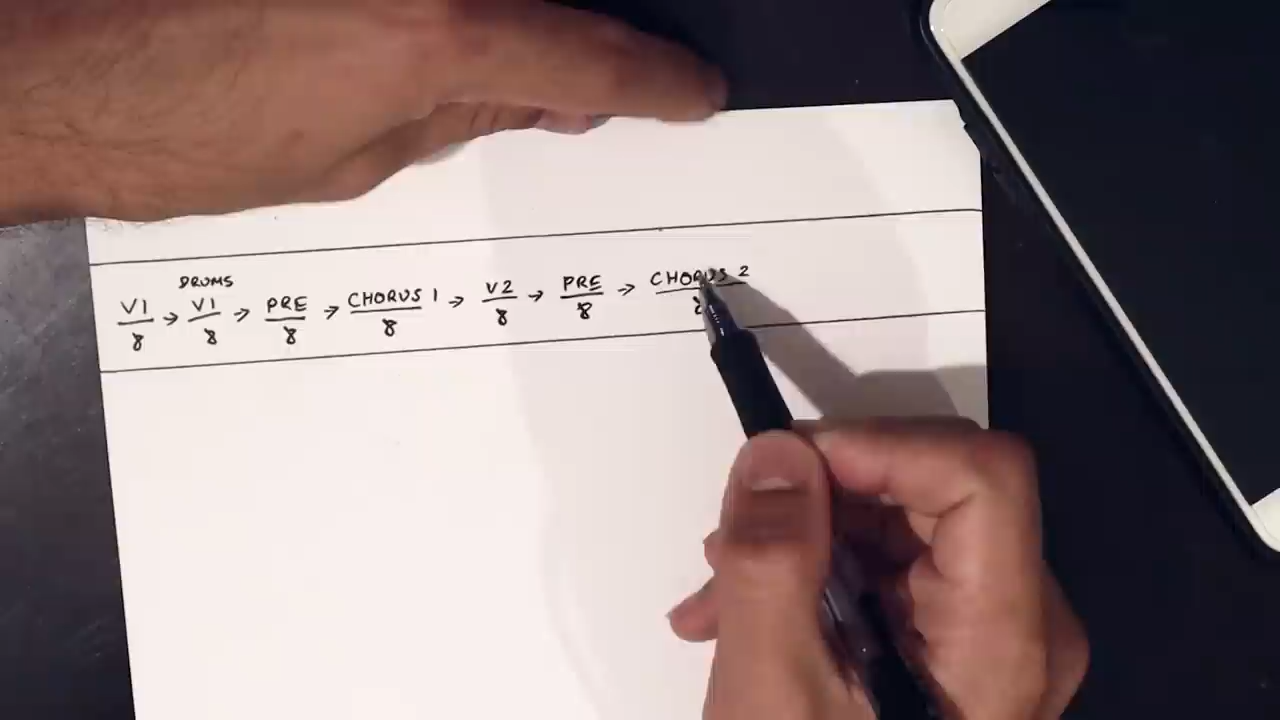 DRUMS
V1 → V1 → PRE → CHORUS 1 → V2 → PRE → CHORUS 2
8 8 8 8 8 8